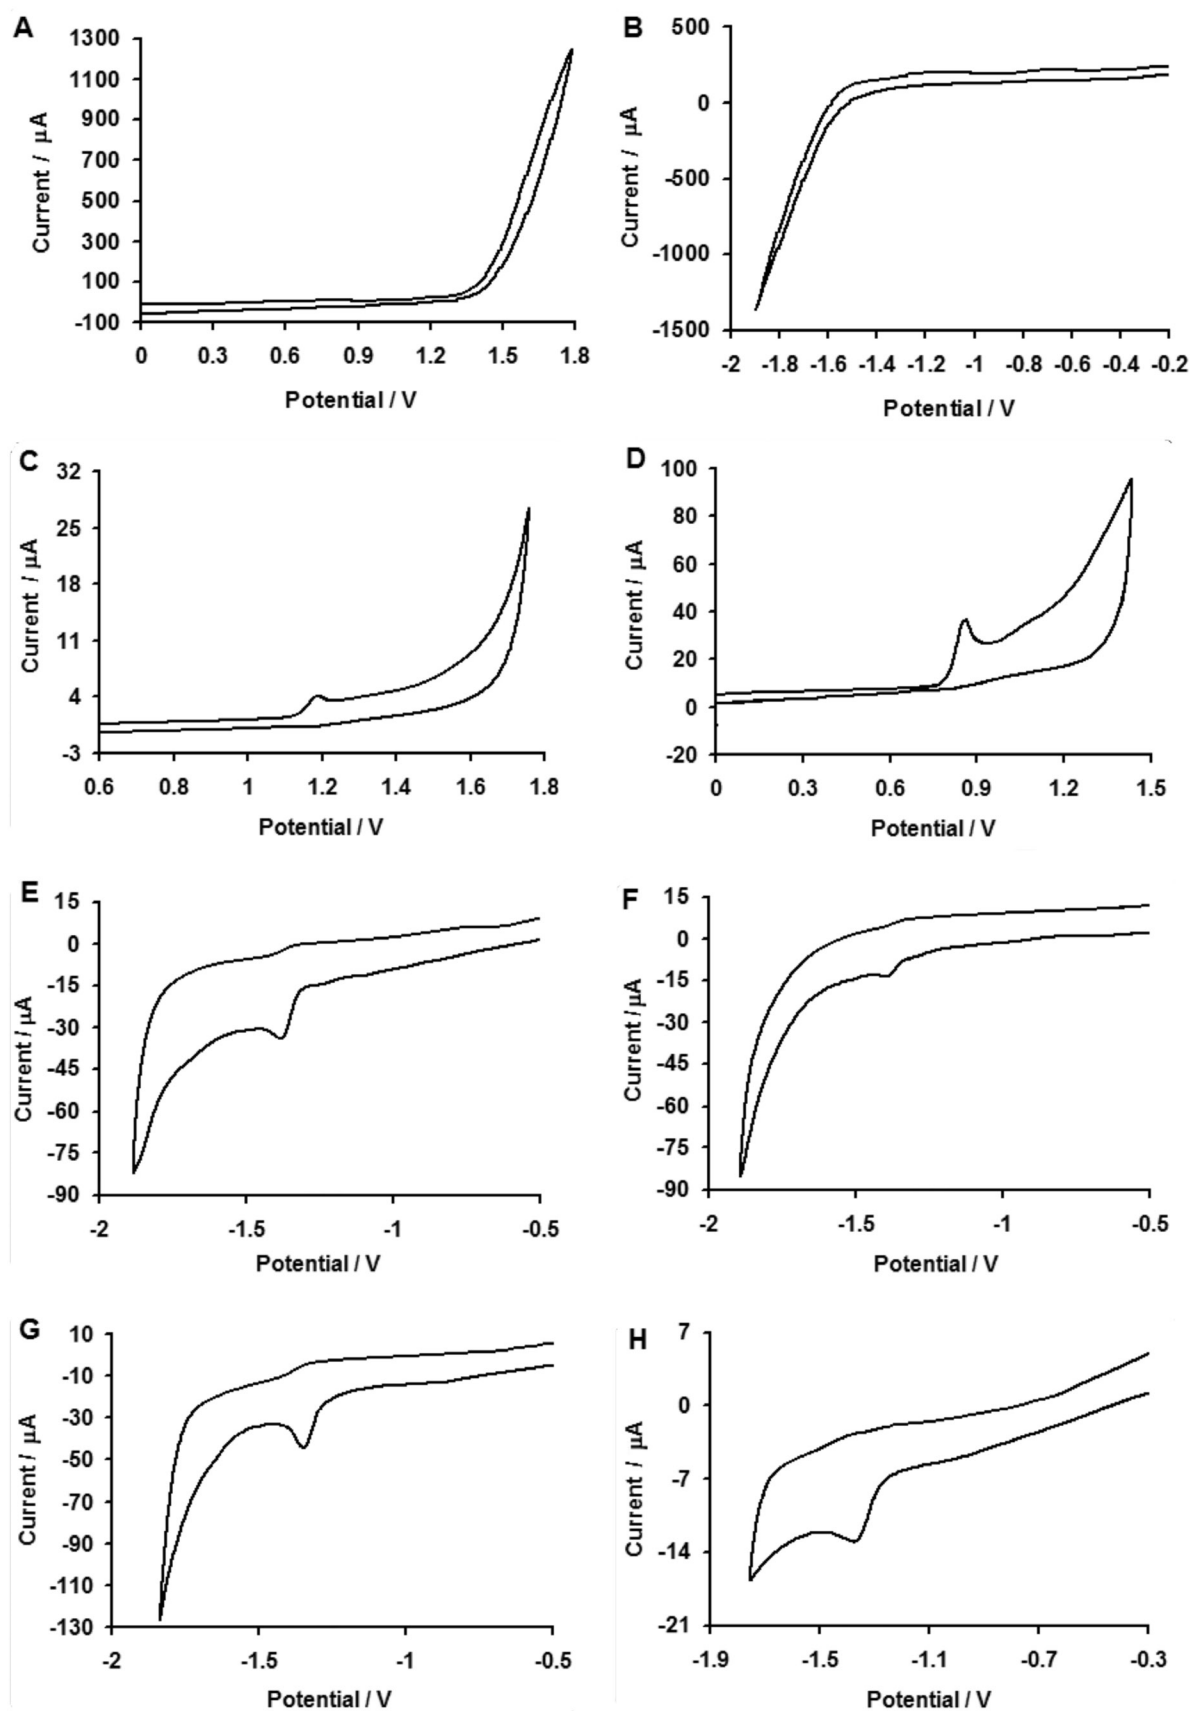 A
1300
1100
900
700
500
300
100
-100
Current / µA
0 0.3 0.6 0.9 1.2 1.5 1.8
Potential / V
B
500
0
-500
-1000
-1500
Current / µA
-2 -1.8 -1.6 -1.4 -1.2 -1 -0.8 -0.6 -0.4 -0.2
Potential / V
C
32
25
18
11
4
-3
Current / µA
0.6 0.8 1 1.2 1.4 1.6 1.8
Potential / V
D
100
80
60
40
20
0
-20
Current / µA
0 0.3 0.6 0.9 1.2 1.5
Potential / V
E
15
0
-15
-30
-45
-60
-75
-90
Current / µA
-2 -1.5 -1 -0.5
Potential / V
F
15
0
-15
-30
-45
-60
-75
-90
Current / µA
-2 -1.5 -1 -0.5
Potential / V
G
10
-10
-30
-50
-70
-90
-110
-130
Current / µA
-2 -1.5 -1 -0.5
Potential / V
H
7
0
-7
-14
-21
Current / µA
-1.9 -1.5 -1.1 -0.7 -0.3
Potential / V